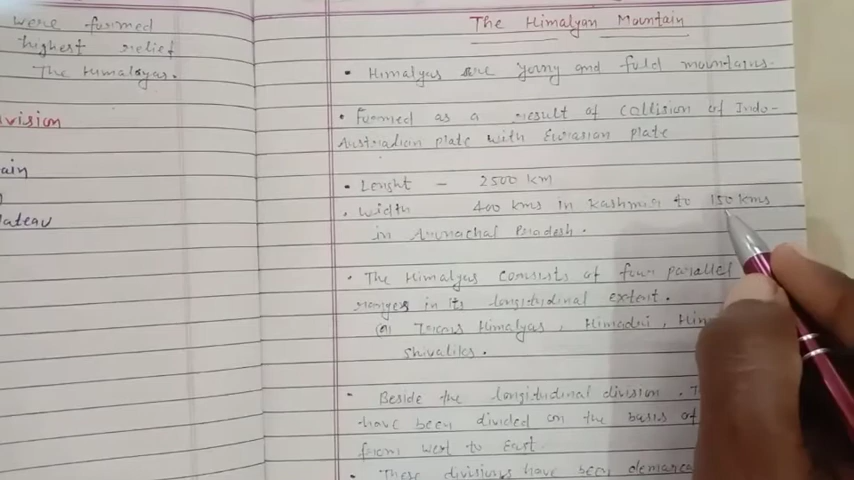 were formed
highest relief
The Himalayas.
vision
ain
ateau
The Himalyan Mountain
• Himalyas are young and fold mountains.
• Formed as a result of collision of Indo-
Australian plate with Eurasian plate
• Lenght - 2500 km
• Width 400 kms in Kashmir to 150 kms
in Arunachal Pradesh.
• The Himalyas consists of four parallel
ranges in its longitudinal extent.
(a) Trans Himalyas, Himadri, Him
Shivaliks.
• Beside the longitudinal division. T
have been divided on the basis of
from west to East.
• These divisions have been demarca